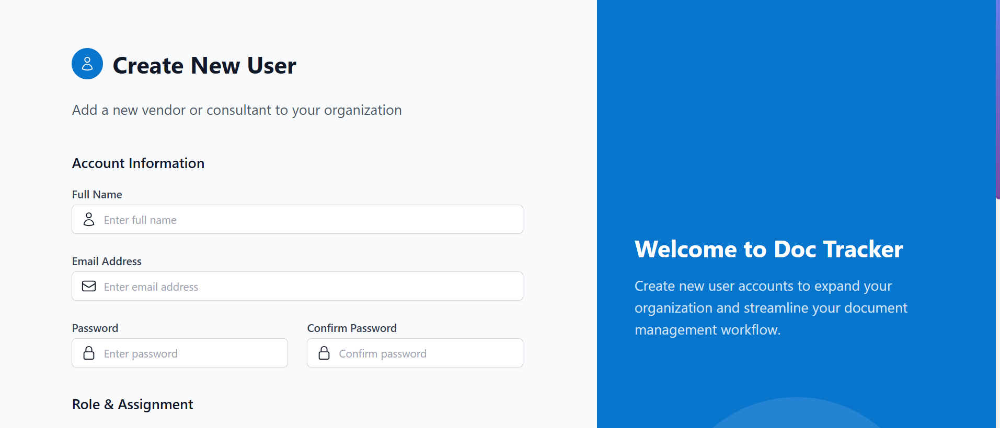 Create New User
Add a new vendor or consultant to your organization
Account Information
Full Name
Enter full name
Email Address
Enter email address
Password
Confirm Password
Enter password
Confirm password
Role & Assignment
Welcome to Doc Tracker
Create new user accounts to expand your
organization and streamline your document
management workflow.